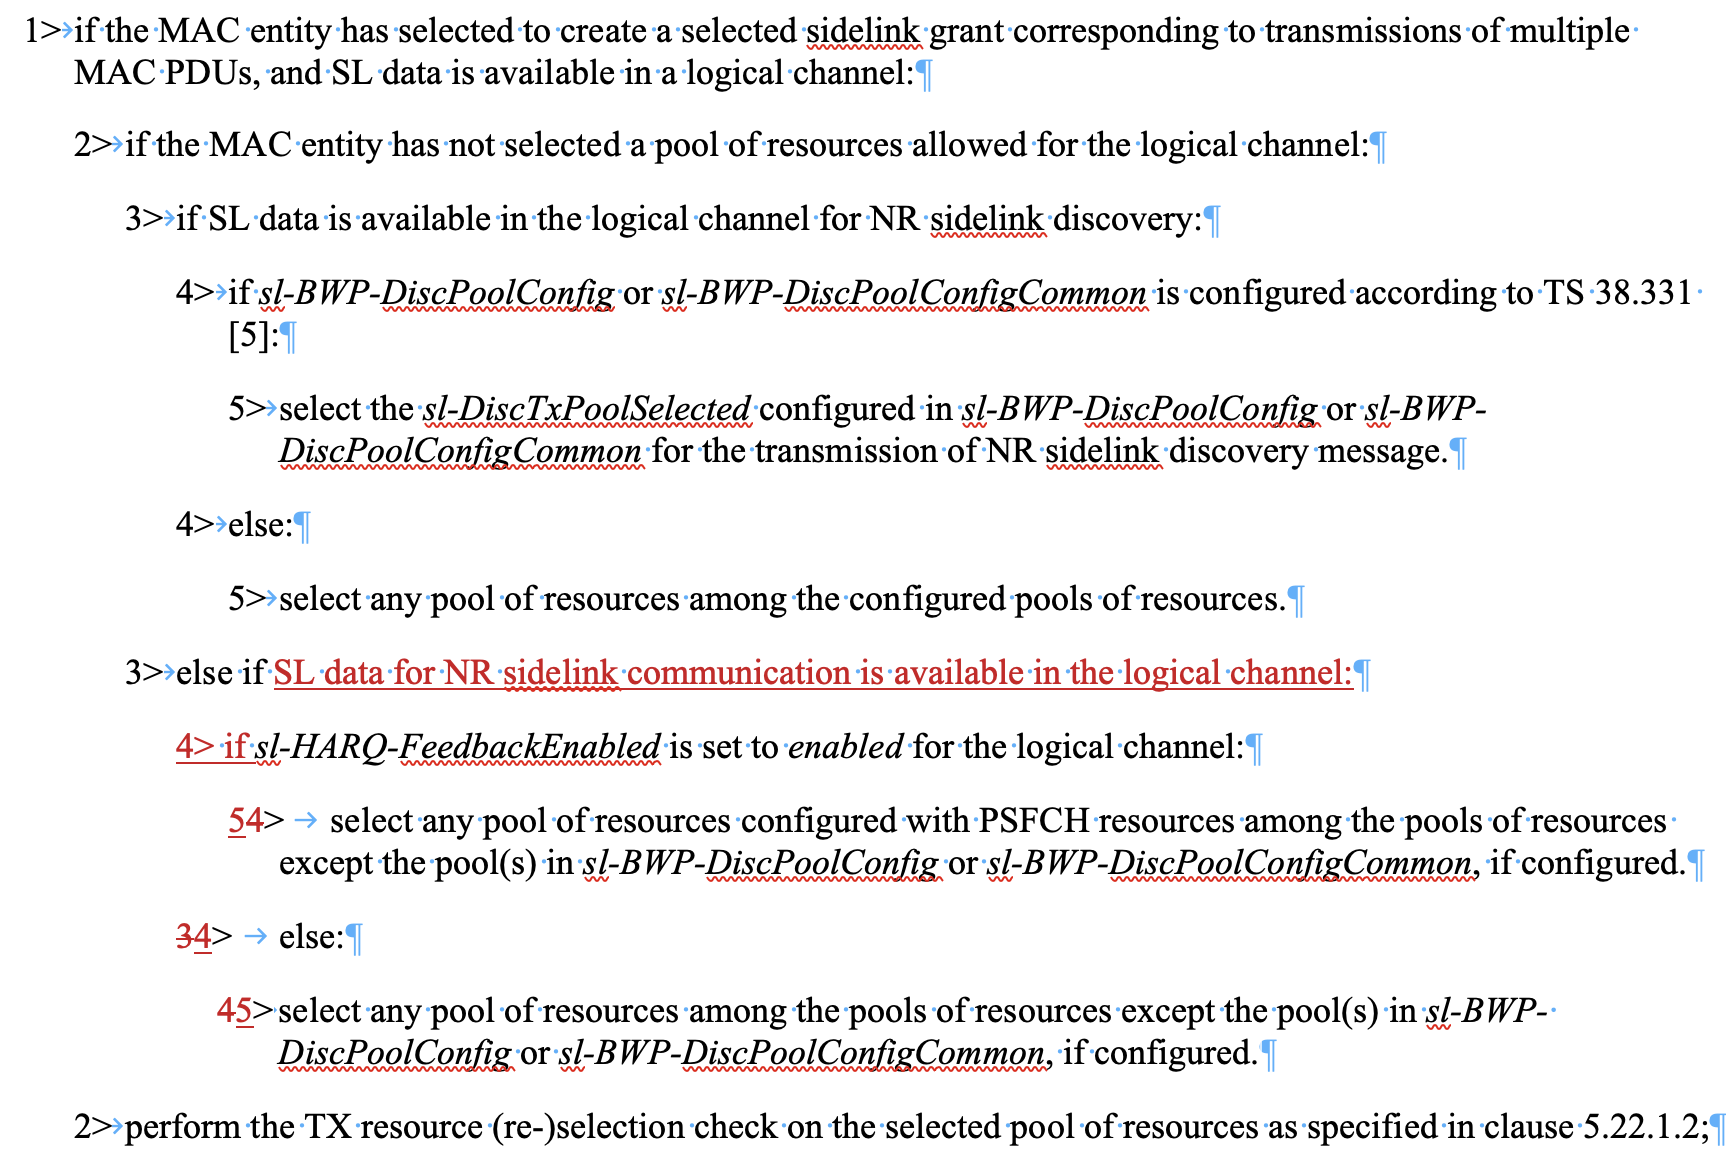 1> if the MAC entity has selected to create a selected sidelink grant corresponding to transmissions of multiple
MAC PDUs, and SL data is available in a logical channel:¶
2> if the MAC entity has not selected a pool of resources allowed for the logical channel:¶
3> if SL data is available in the logical channel for NR sidelink discovery:¶
4> if sl-BWP-DiscPoolConfig or sl-BWP-DiscPoolConfigCommon is configured according to TS 38.331
[5]:¶
5> select the sl-DiscTxPoolSelected configured in sl-BWP-DiscPoolConfig or sl-BWP-
DiscPoolConfigCommon for the transmission of NR sidelink discovery message.¶
4> else:¶
5> select any pool of resources among the configured pools of resources.¶
3> else if SL data for NR sidelink communication is available in the logical channel:¶
4> if sl-HARQ-FeedbackEnabled is set to enabled for the logical channel:¶
54> → select any pool of resources configured with PSFCH resources among the pools of resources
except the pool(s) in sl-BWP-DiscPoolConfig or sl-BWP-DiscPoolConfigCommon, if configured.¶
34> → else:¶
45> select any pool of resources among the pools of resources except the pool(s) in sl-BWP-
DiscPoolConfig or sl-BWP-DiscPoolConfigCommon, if configured.¶
2> perform the TX resource (re-)selection check on the selected pool of resources as specified in clause 5.22.1.2;¶